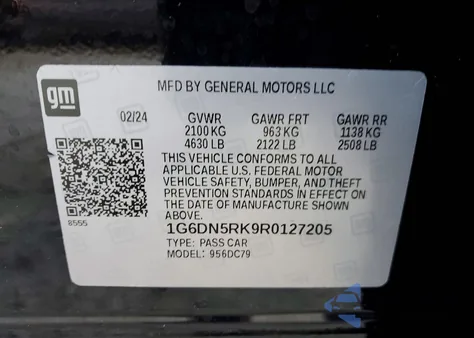 gm
MFD BY GENERAL MOTORS LLC
02/24 GVWR GAWR FRT GAWR RR
2100 KG 963 KG 1138 KG
4630 LB 2122 LB 2508 LB
THIS VEHICLE CONFORMS TO ALL
APPLICABLE U.S. FEDERAL MOTOR
VEHICLE SAFETY, BUMPER, AND THEFT
PREVENTION STANDARDS IN EFFECT ON
THE DATE OF MANUFACTURE SHOWN
ABOVE.
1G6DN5RK9R0127205
8555
TYPE: PASS CAR
MODEL: 956DC79